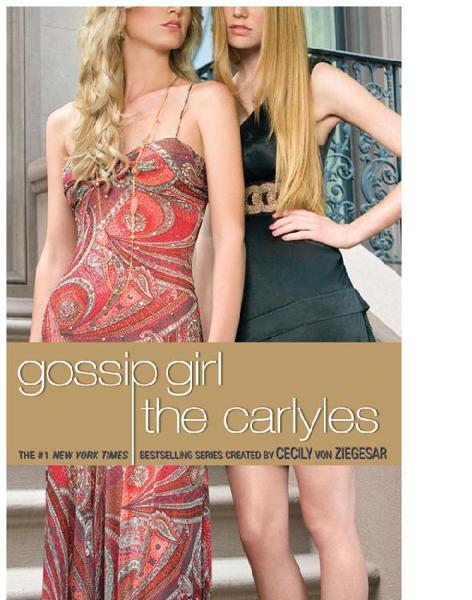 gossip girl
the carlyles
THE #1 NEW YORK TIMES BESTSELLING SERIES CREATED BY CECILY VON ZIEGESAR